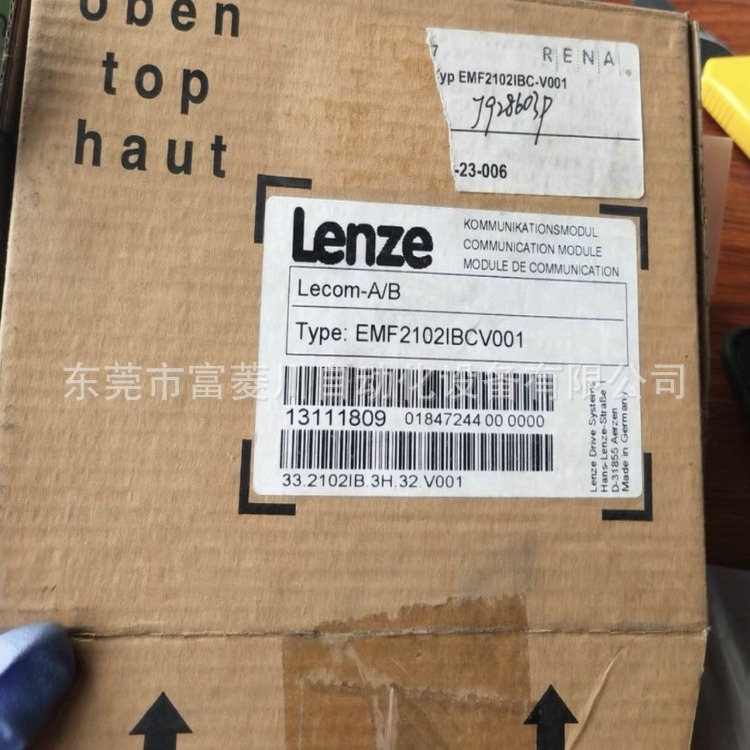 oben
top
haut
7
RENA
yp EMF2102IBC-V001
-23-006
Lenze
KOMMUNIKATIONSMODUL
COMMUNICATION MODULE
MODULE DE COMMUNICATION
Lecom-A/B
Type: EMF2102IBCV001
13111809
01847244 00 0000
33.2102IB.3H.32.V001
Lenze Drive Systems
Hans-Lenze-Straße 1
D-31855 Aerzen
Made in Germany
东莞市富菱 自动化设备有限公司